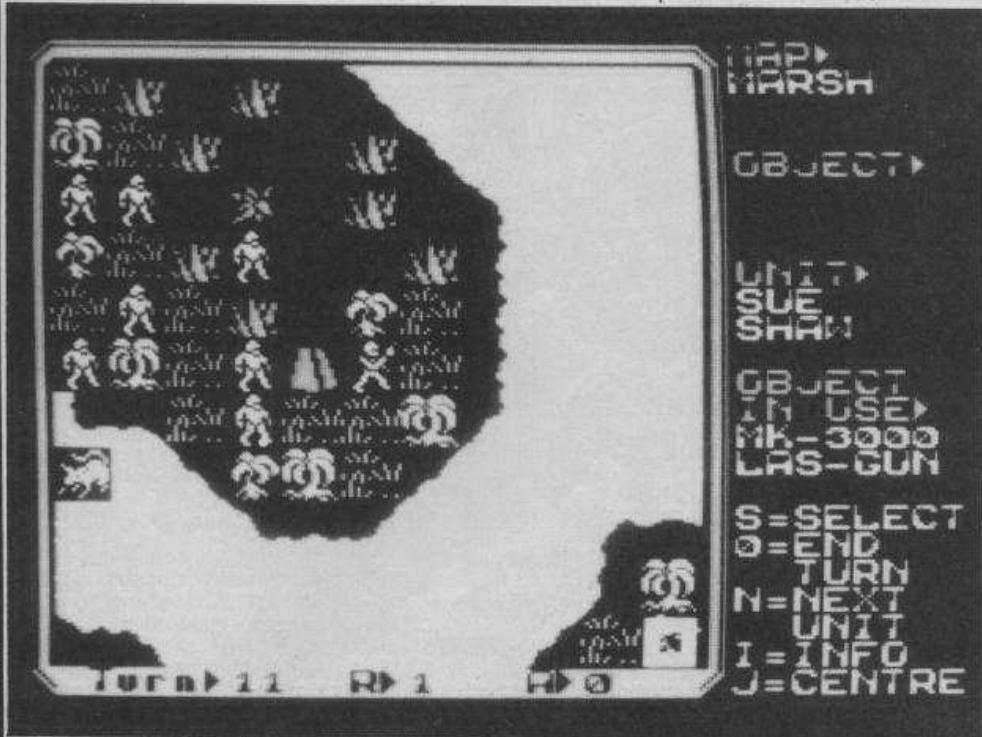 MAP▶
MARSH
OBJECT▶
UNIT▶
SUE
SHAW
OBJECT
IN USE▶
MK-3000
LAS-GUN
S=SELECT
0=END
TURN
N=NEXT
UNIT
I=INFO
J=CENTRE
Turn▶ 11 R▶ 1 A▶ 0